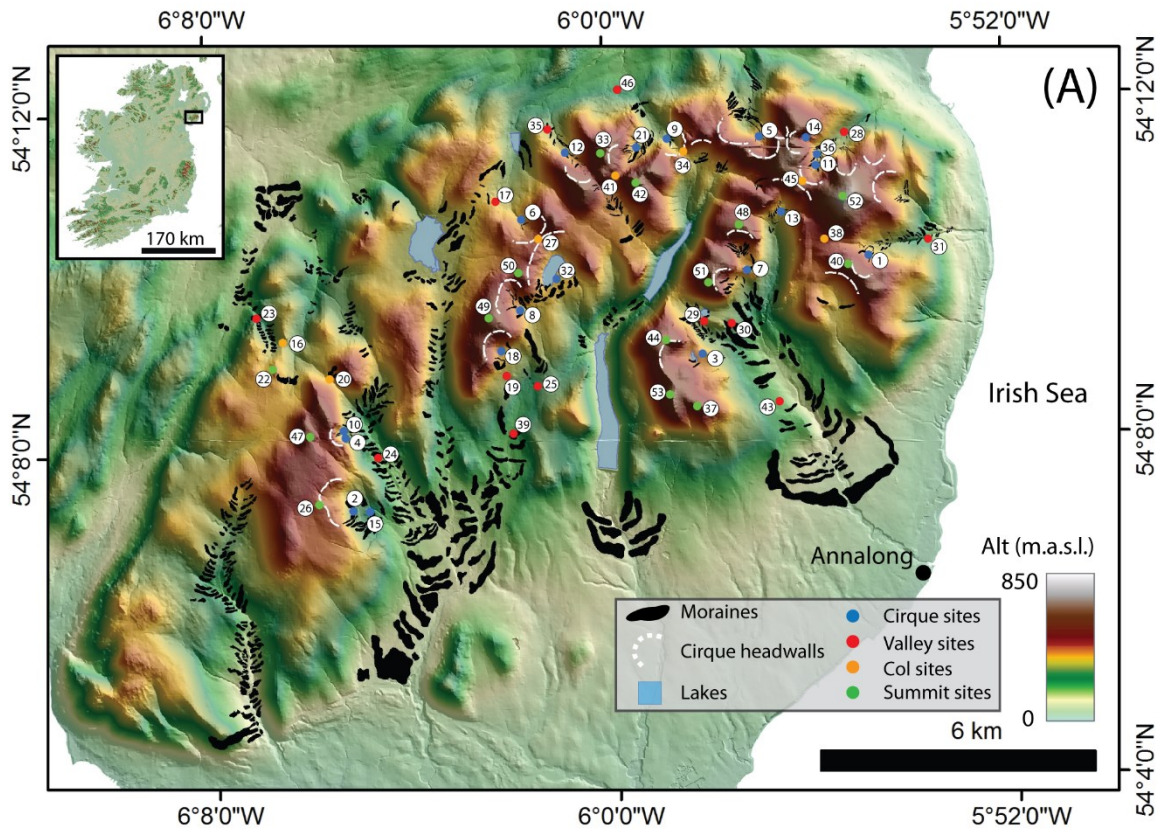 6°8'0"W 6°0'0"W 5°52'0"W
(A)
54°12'0"N
54°12'0"N
170 km
46
35
12
33
21
9
34
5
14
28
36
11
41
42
45
17
6
48
13
52
27
38
31
50
32
40
1
51
7
49
8
23
29
30
16
44
18
3
22
20
19
25
53
37
43
Irish Sea
54°8'0"N
10
47
4
39
54°8'0"N
24
26
2
15
Annalong
Alt (m.a.s.l.)
850
0
Moraines
Cirque headwalls
Lakes
Cirque sites
Valley sites
Col sites
Summit sites
6 km
54°4'0"N
6°8'0"W 6°0'0"W 5°52'0"W